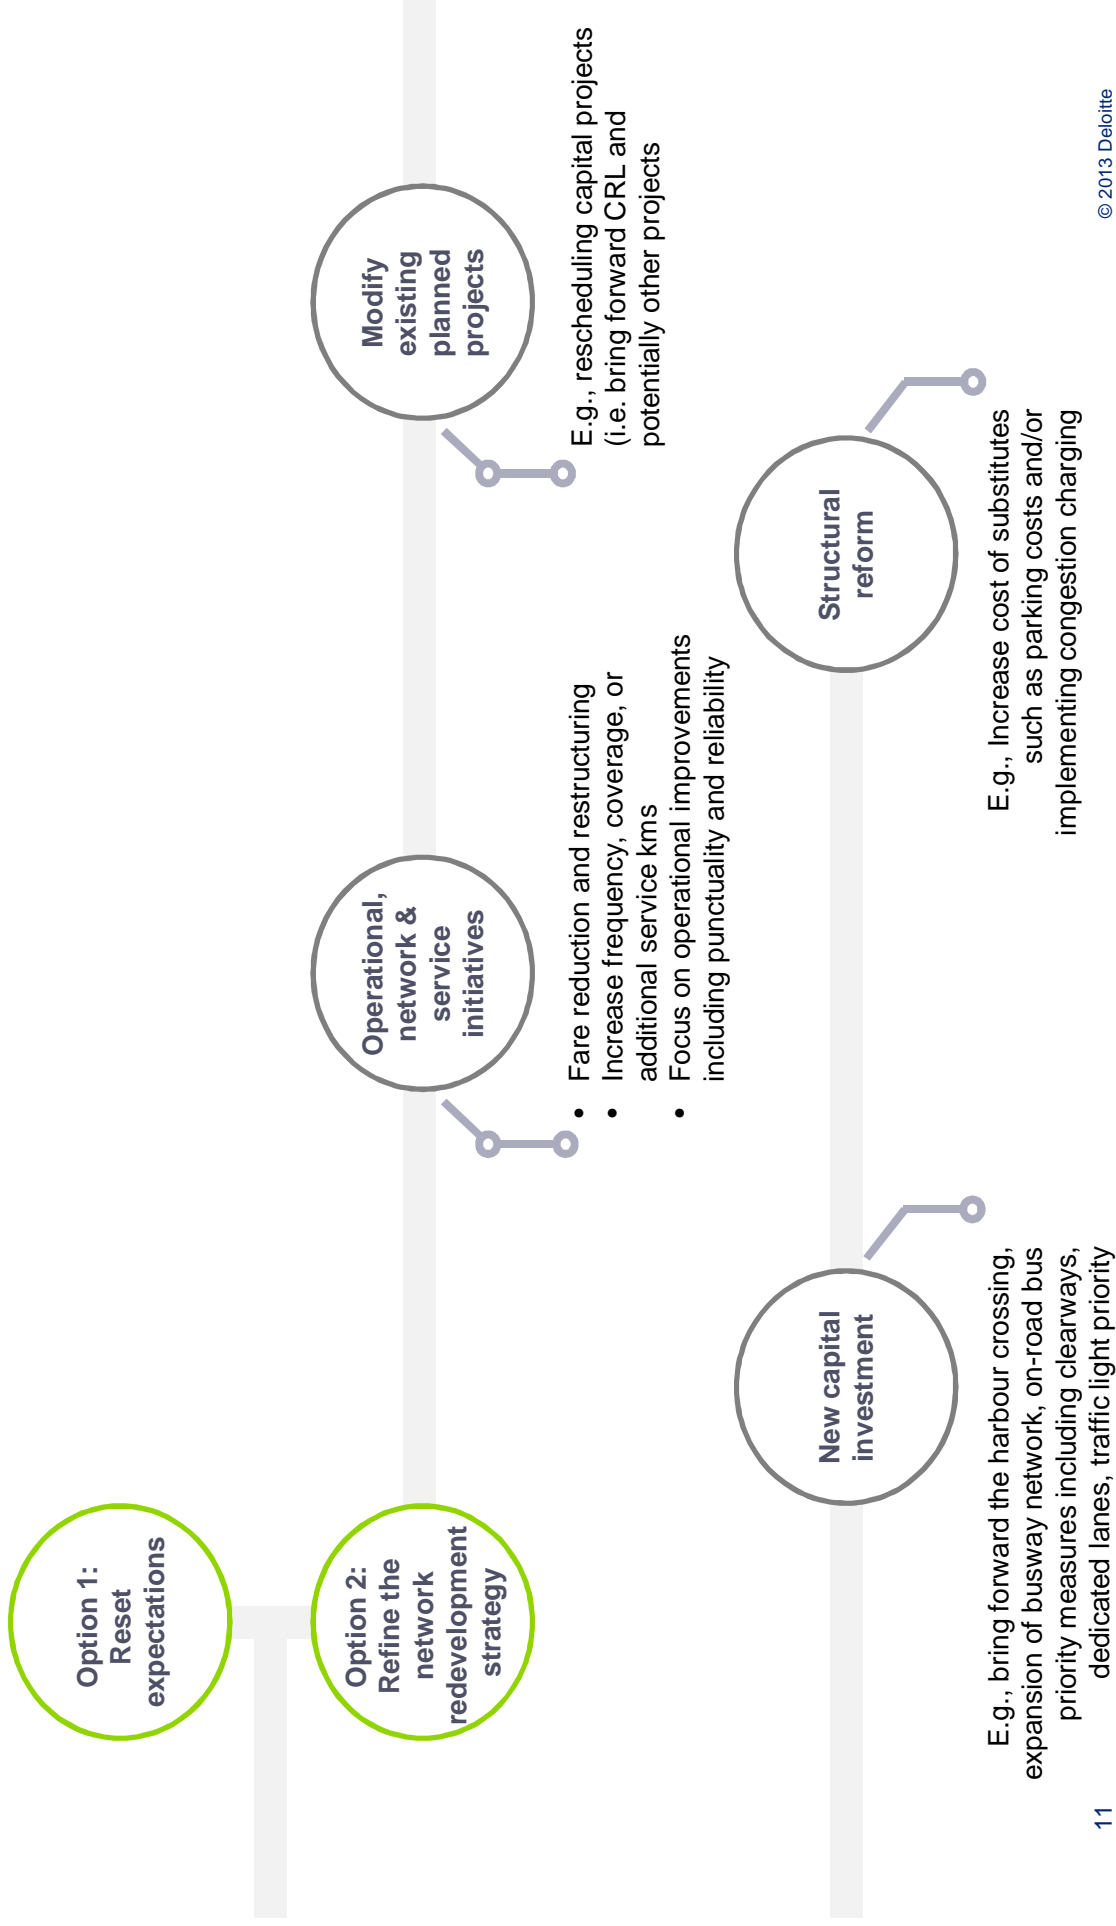 Option 1:
Reset
expectations
Option 2:
Refine the
network
redevelopment
strategy
Operational,
network &
service
initiatives
• Fare reduction and restructuring
• Increase frequency, coverage, or
additional service kms
• Focus on operational improvements
including punctuality and reliability
Modify
existing
planned
projects
E.g., rescheduling capital projects
(i.e. bring forward CRL and
potentially other projects
New capital
investment
E.g., bring forward the harbour crossing,
expansion of busway network, on-road bus
priority measures including clearways,
dedicated lanes, traffic light priority
Structural
reform
E.g., Increase cost of substitutes
such as parking costs and/or
implementing congestion charging
11
© 2013 Deloitte